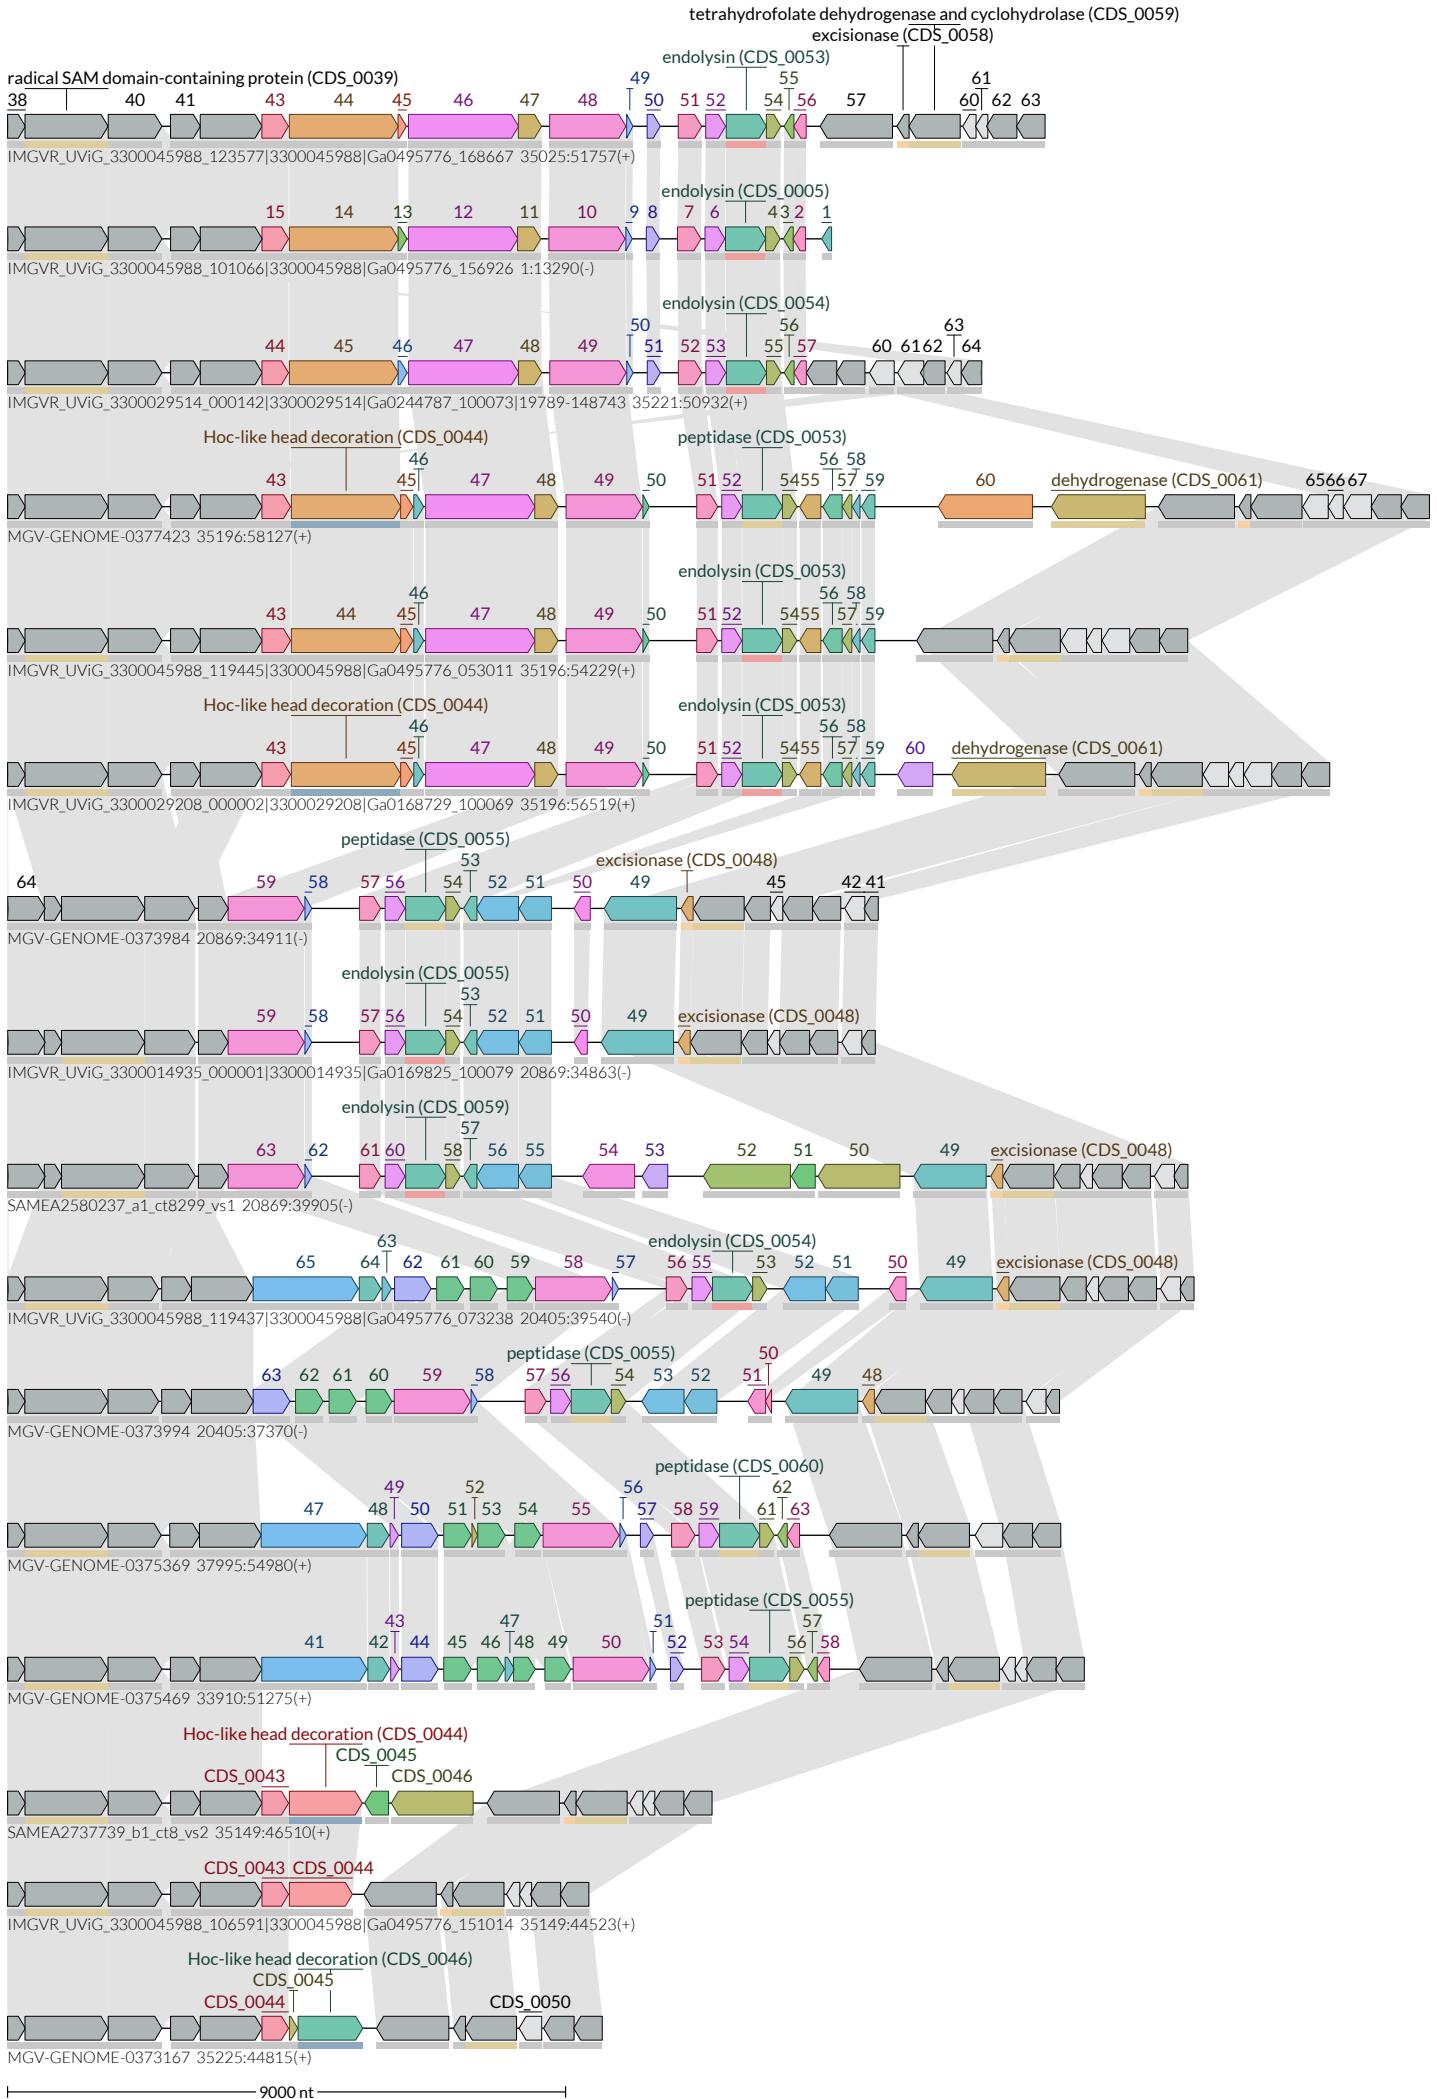 tetrahydrofolate dehydrogenase and cyclohydrolase (CDS_0059)
excisionase (CDS_0058)
endolysin (CDS_0053)
radical SAM domain-containing protein (CDS_0039) 49 55 61
38 40 41 43 44 45 46 47 48 50 51 52 54 56 57 60 62 63
IMGVR_UViG_3300045988_123577|3300045988|Ga0495776_168667 35025:51757(+)
endolysin (CDS_0005)
15 14 13 12 11 10 9 8 7 6 4 3 2 1
IMGVR_UViG_3300045988_101066|3300045988|Ga0495776_156926 1:13290(-)
endolysin (CDS_0054)
50 56 63
44 45 46 47 48 49 51 52 53 55 57 60 61 62 64
IMGVR_UViG_3300029514_000142|3300029514|Ga0244787_100073|19789-148743 35221:50932(+)
Hoc-like head decoration (CDS_0044) peptidase (CDS_0053)
46 56 58
43 45 47 48 49 50 51 52 54 55 57 59 60 dehydrogenase (CDS_0061) 65 66 67
MGV-GENOME-0377423 35196:58127(+)
endolysin (CDS_0053)
46 56 58
43 44 45 47 48 49 50 51 52 54 55 57 59
IMGVR_UViG_3300045988_119445|3300045988|Ga0495776_053011 35196:54229(+)
Hoc-like head decoration (CDS_0044) endolysin (CDS_0053)
46 56 58
43 45 47 48 49 50 51 52 54 55 57 59 60 dehydrogenase (CDS_0061)
IMGVR_UViG_3300029208_000002|3300029208|Ga0168729_100069 35196:56519(+)
peptidase (CDS_0055)
53 excisionase (CDS_0048)
64 59 58 57 56 54 52 51 50 49 45 42 41
MGV-GENOME-0373984 20869:34911(-)
endolysin (CDS_0055)
53
59 58 57 56 54 52 51 50 49 excisionase (CDS_0048)
IMGVR_UViG_3300014935_000001|3300014935|Ga0169825_100079 20869:34863(-)
endolysin (CDS_0059)
57
63 62 61 60 58 56 55 54 53 52 51 50 49 excisionase (CDS_0048)
SAMEA2580237_a1_ct8299_vs1 20869:39905(-)
63 endolysin (CDS_0054)
65 64 62 61 60 59 58 57 56 55 53 52 51 50 49 excisionase (CDS_0048)
IMGVR_UViG_3300045988_119437|3300045988|Ga0495776_073238 20405:39540(-)
peptidase (CDS_0055) 50
63 62 61 60 59 58 57 56 54 53 52 51 49 48
MGV-GENOME-0373994 20405:37370(-)
peptidase (CDS_0060)
49 52 56 62
47 48 50 51 53 54 55 57 58 59 61 63
MGV-GENOME-0375369 37995:54980(+)
peptidase (CDS_0055)
43 47 51 57
41 42 44 45 46 48 49 50 52 53 54 56 58
MGV-GENOME-0375469 33910:51275(+)
Hoc-like head decoration (CDS_0044)
CDS_0045
CDS_0043 CDS_0046
SAMEA2737739_b1_ct8_vs2 35149:46510(+)
CDS_0043 CDS_0044
IMGVR_UViG_3300045988_106591|3300045988|Ga0495776_151014 35149:44523(+)
Hoc-like head decoration (CDS_0046)
CDS_0045
CDS_0044 CDS_0050
MGV-GENOME-0373167 35225:44815(+)
9000 nt